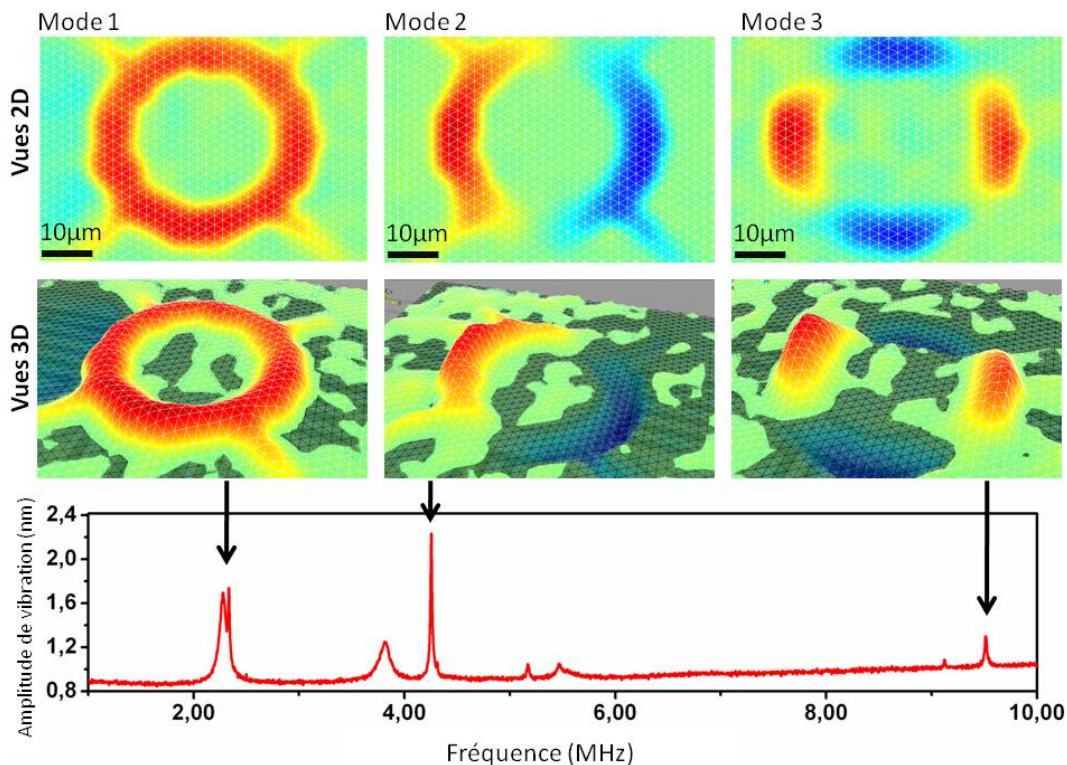 Mode 1
Mode 2
Mode 3
Vues 2D
10µm
10µm
10µm
Vues 3D
Amplitude de vibration (nm)
2,4
2,0
1,6
1,2
0,8
2,00
4,00
6,00
8,00
10,00
Fréquence (MHz)